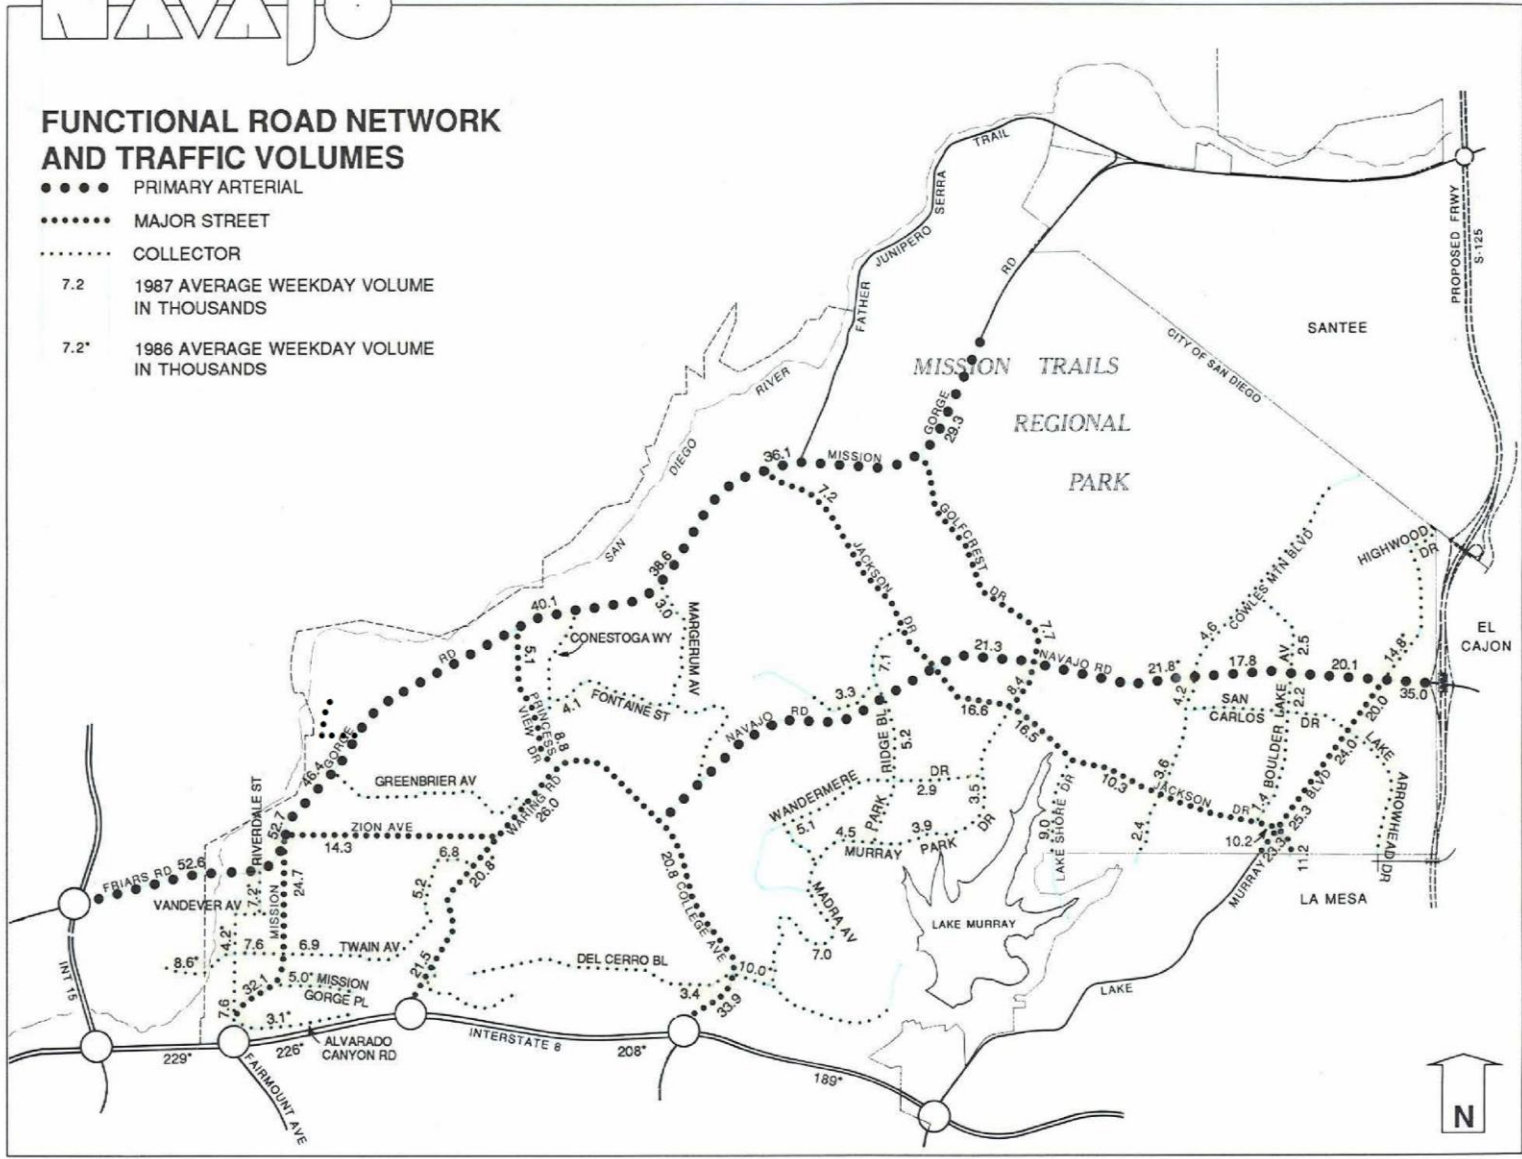 NAVAJO
FUNCTIONAL ROAD NETWORK
AND TRAFFIC VOLUMES
PRIMARY ARTERIAL
MAJOR STREET
COLLECTOR
7.2 1987 AVERAGE WEEKDAY VOLUME
IN THOUSANDS
7.2* 1986 AVERAGE WEEKDAY VOLUME
IN THOUSANDS
FATHER JUNIPERO SERRA TRAIL
PROPOSED FRWY
S-125
SANTEE
CITY OF SAN DIEGO
MISSION TRAILS
REGIONAL
PARK
SAN DIEGO RIVER
MISSION GORGE RD
29.3
36.1
38.6
40.1
46.4
52.7
GORGE RD
7.2
JACKSON DR
GOLFCREST DR
7.7
3.0
MARGERUM AV
CONESTOGA WY
5.1
PRINCESS
VIEW DR
8.8
4.1
FONTAINE ST
NAVAJO RD
3.3
7.1
21.3
NAVAJO RD
21.8*
17.8
20.1
35.0
HIGHWOOD
DR
14.8*
EL
CAJON
COWLES MTN BLVD
4.6
2.5
4.2
SAN
CARLOS DR
2.2
BOULDER LAKE AV
1.4
20.0
24.0
25.3
BLVD
LAKE
ARROWHEAD DR
8.4
16.6
16.5
10.3
JACKSON DR
10.2
23.3
11.2
3.6
2.4
LAKE SHORE DR
9.0
5.2
PARK RIDGE BL
WANDERMERE DR
2.9
5.1
3.5
4.5
3.9
MURRAY PARK DR
MADRA AV
7.0
LAKE MURRAY
LA MESA
LAKE MURRAY
GREENBRIER AV
ZION AVE
14.3
WARING RD
26.0
20.8
6.8
5.2
21.5
20.8
COLLEGE AVE
RIVERDALE ST
FRIARS RD
52.6
VANDEVER AV
7.2*
MISSION
24.7
4.2*
7.6
6.9
TWAIN AV
8.6*
32.1
5.0*
MISSION
GORGE PL
7.6
3.1*
ALVARADO
CANYON RD
DEL CERRO BL
10.0*
3.4
33.9
INT 15
229*
226*
INTERSTATE 8
208*
189*
FAIRMOUNT AVE
N